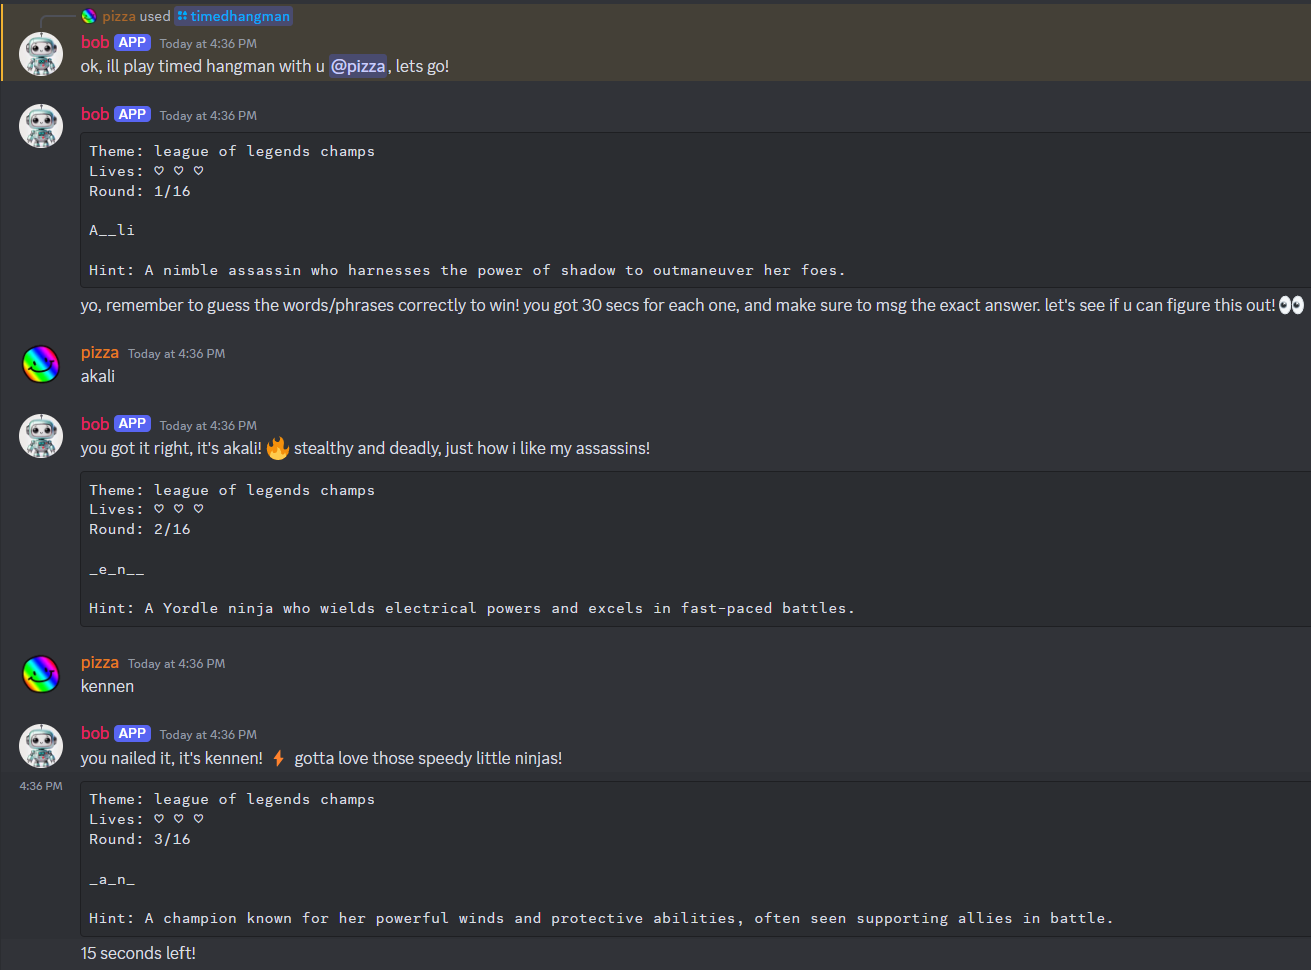 pizza used timedhangman
bob APP Today at 4:36 PM
ok, ill play timed hangman with u @pizza, lets go!
bob APP Today at 4:36 PM
Theme: league of legends champs
Lives: ♡ ♡ ♡
Round: 1/16
A__li
Hint: A nimble assassin who harnesses the power of shadow to outmaneuver her foes.
yo, remember to guess the words/phrases correctly to win! you got 30 secs for each one, and make sure to msg the exact answer. let's see if u can figure this out! 👀
pizza Today at 4:36 PM
akali
bob APP Today at 4:36 PM
you got it right, it's akali! 🔥 stealthy and deadly, just how i like my assassins!
Theme: league of legends champs
Lives: ♡ ♡ ♡
Round: 2/16
_e_n__
Hint: A Yordle ninja who wields electrical powers and excels in fast-paced battles.
pizza Today at 4:36 PM
kennen
bob APP Today at 4:36 PM
you nailed it, it's kennen! ⚡ gotta love those speedy little ninjas!
4:36 PM
Theme: league of legends champs
Lives: ♡ ♡ ♡
Round: 3/16
_a_n_
Hint: A champion known for her powerful winds and protective abilities, often seen supporting allies in battle.
15 seconds left!